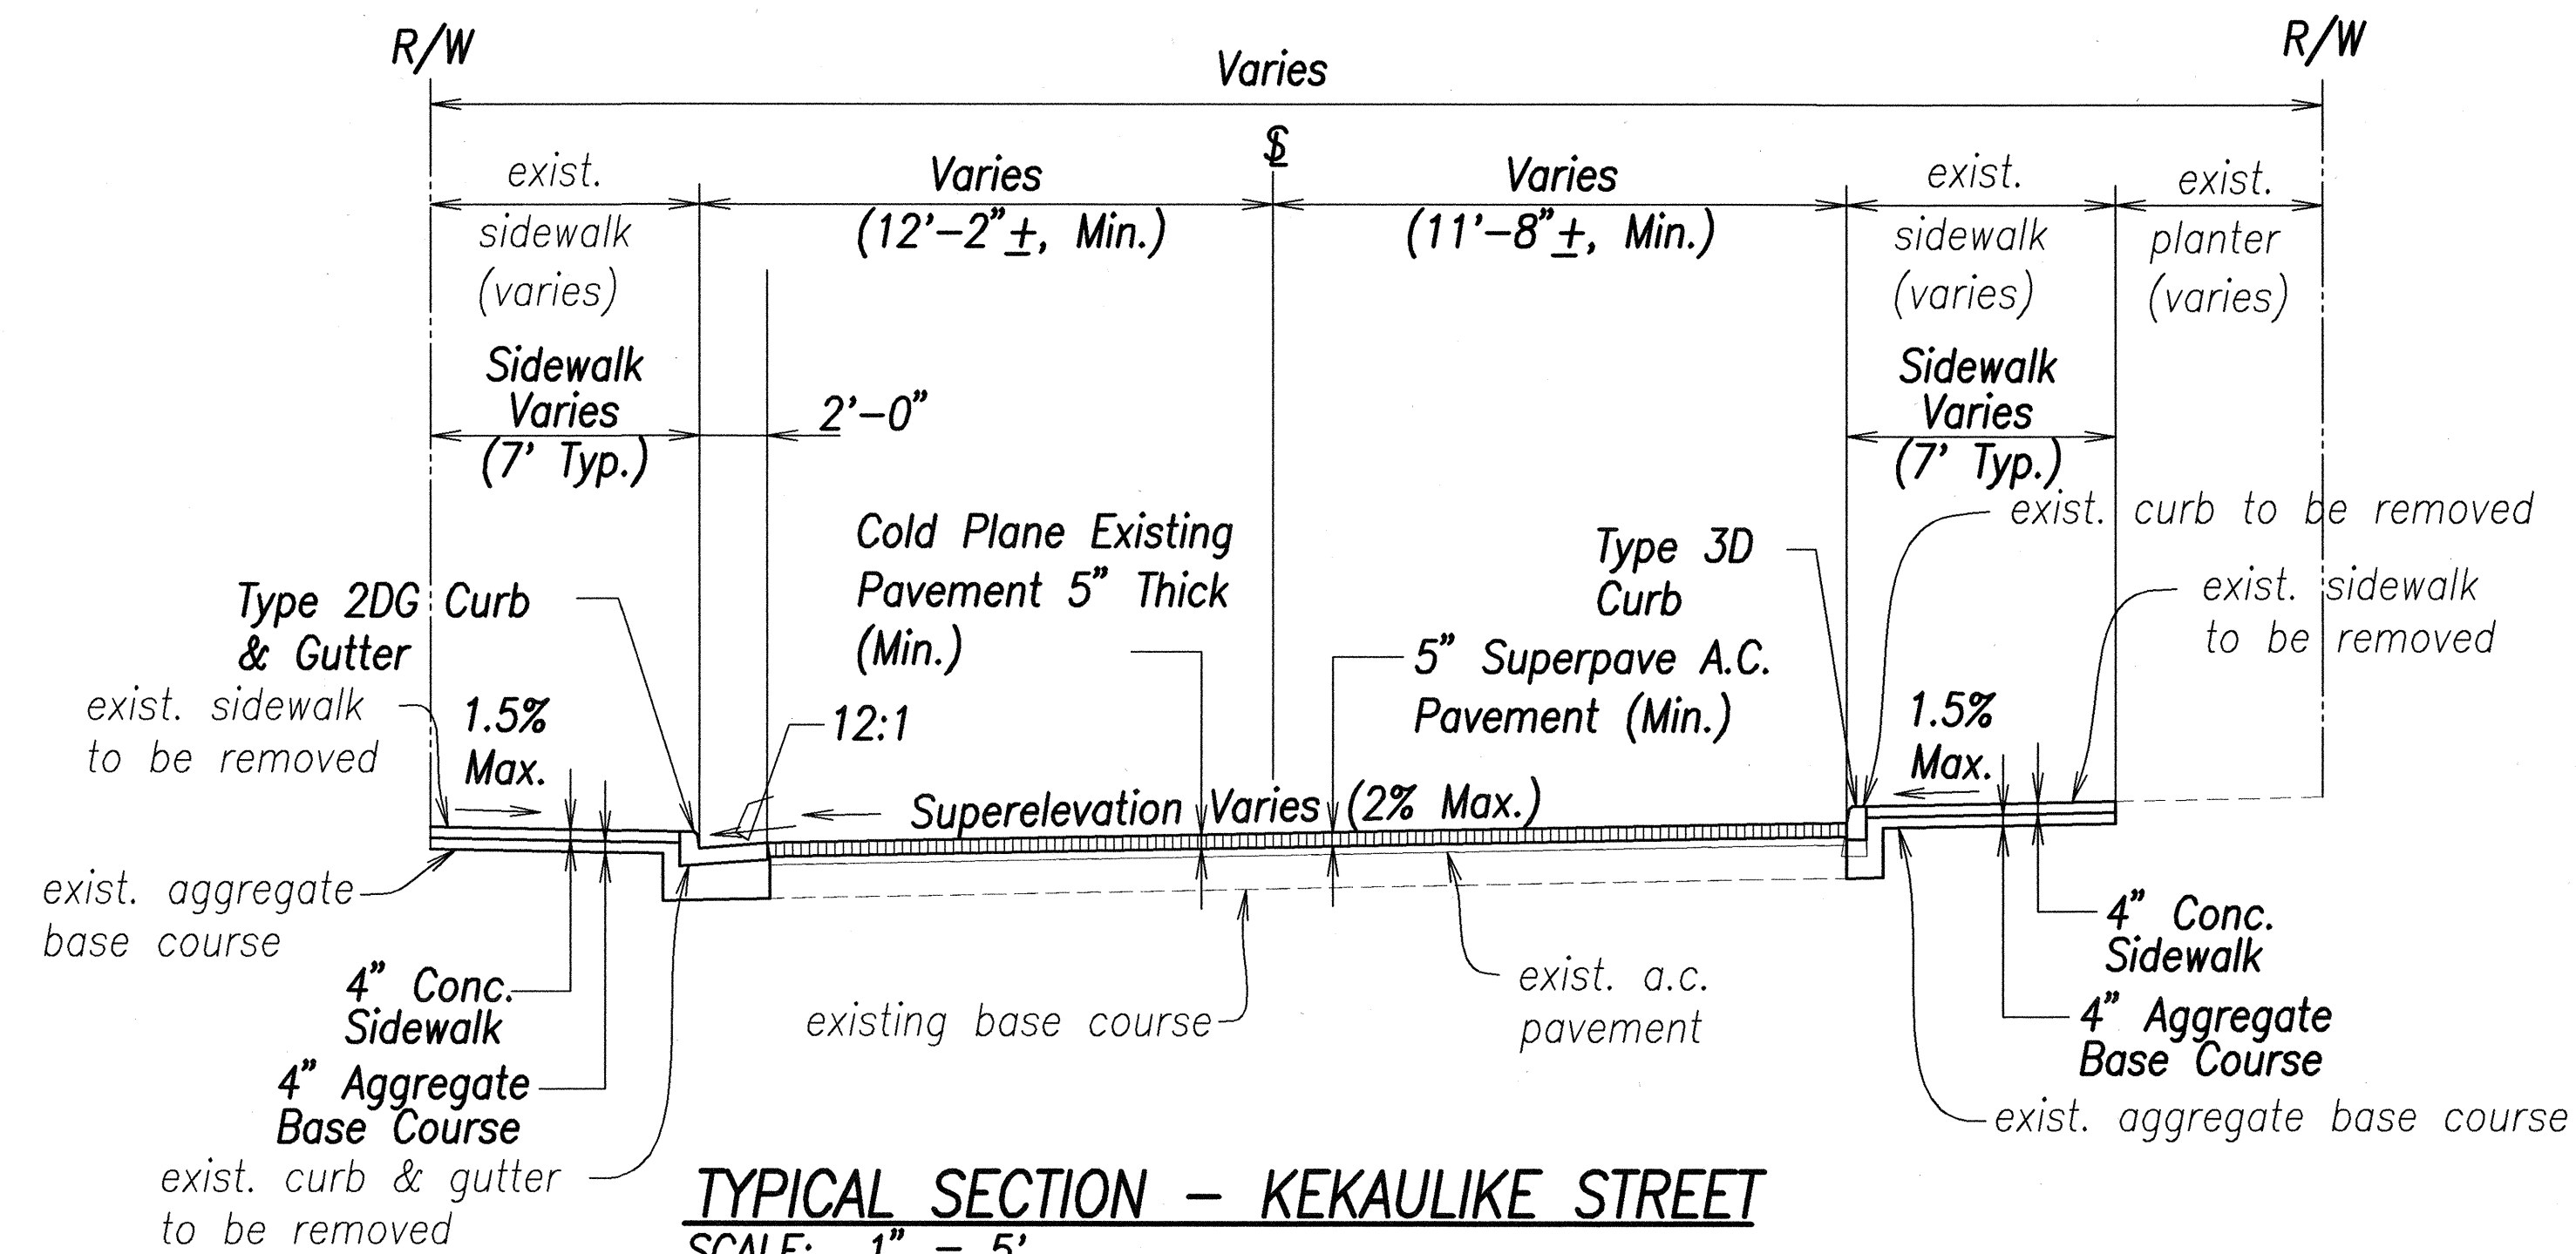 R/W
R/W
Varies
℄
exist.
sidewalk
(varies)
Varies
(12'-2"±, Min.)
Varies
(11'-8"±, Min.)
exist.
sidewalk
(varies)
exist.
planter
(varies)
Sidewalk
Varies
(7' Typ.)
2'-0"
Sidewalk
Varies
(7' Typ.)
exist. curb to be removed
Cold Plane Existing
Pavement 5" Thick
(Min.)
Type 3D
Curb
exist. sidewalk
to be removed
Type 2DG Curb
& Gutter
5" Superpave A.C.
Pavement (Min.)
exist. sidewalk
to be removed
1.5%
Max.
12:1
1.5%
Max.
Superelevation Varies (2% Max.)
exist. aggregate
base course
4" Conc.
Sidewalk
4" Aggregate
Base Course
exist. curb & gutter
to be removed
existing base course
exist. a.c.
pavement
4" Conc.
Sidewalk
4" Aggregate
Base Course
exist. aggregate base course
TYPICAL SECTION - KEKAULIKE STREET
SCALE: 1" = 5'